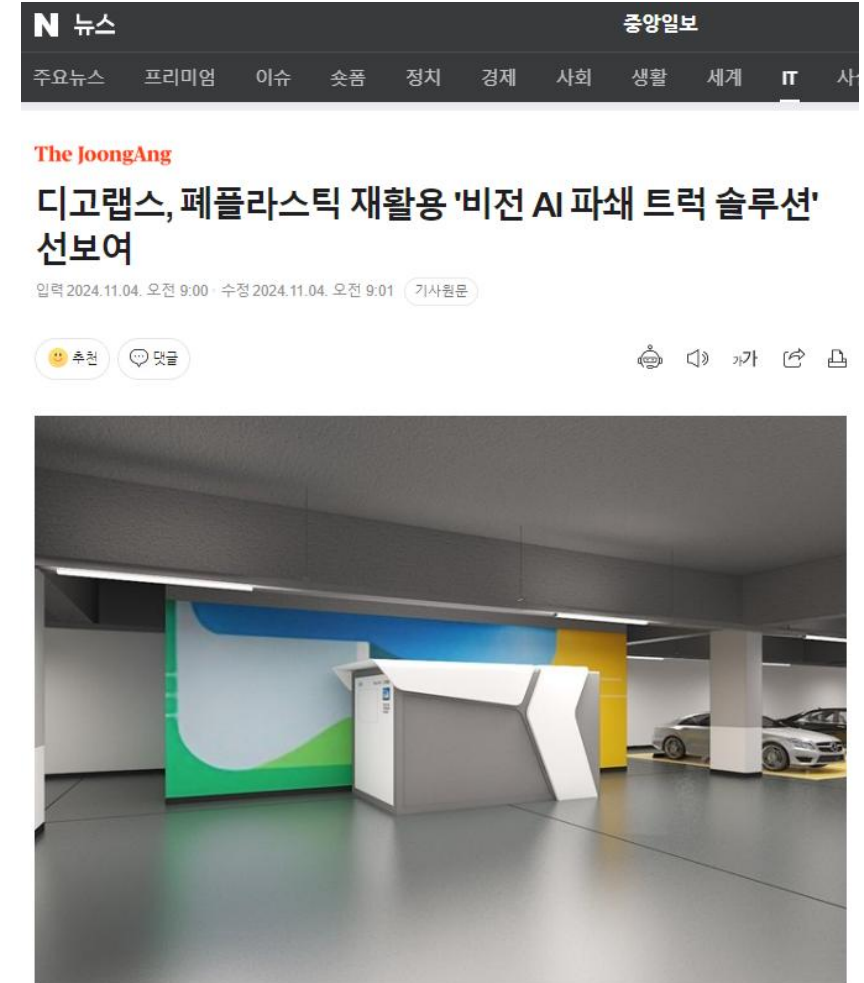 N 뉴스
중앙일보
주요뉴스 프리미엄 이슈 숏폼 정치 경제 사회 생활 세계 IT
The JoongAng
디고랩스, 폐플라스틱 재활용 '비전 AI 파쇄 트럭 솔루션'
선보여
입력 2024.11.04. 오전 9:00 · 수정 2024.11.04. 오전 9:01 기사원문
추천 댓글
가가